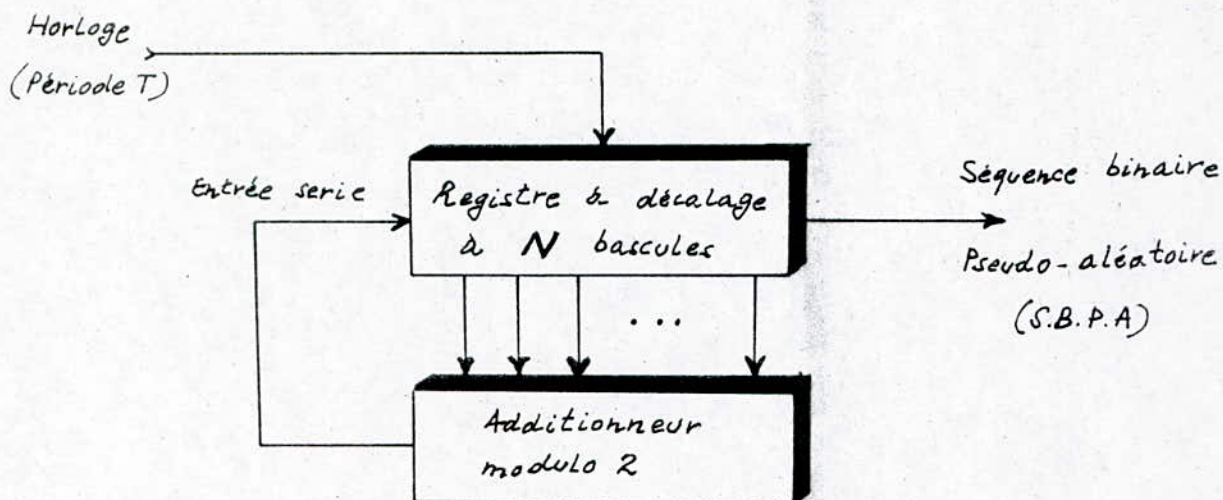 Horloge
(Période T)
Entrée serie
Registre à décalage
à N bascules
Séquence binaire
Pseudo-aléatoire
(S.B.P.A)
...
Additionneur
modulo 2